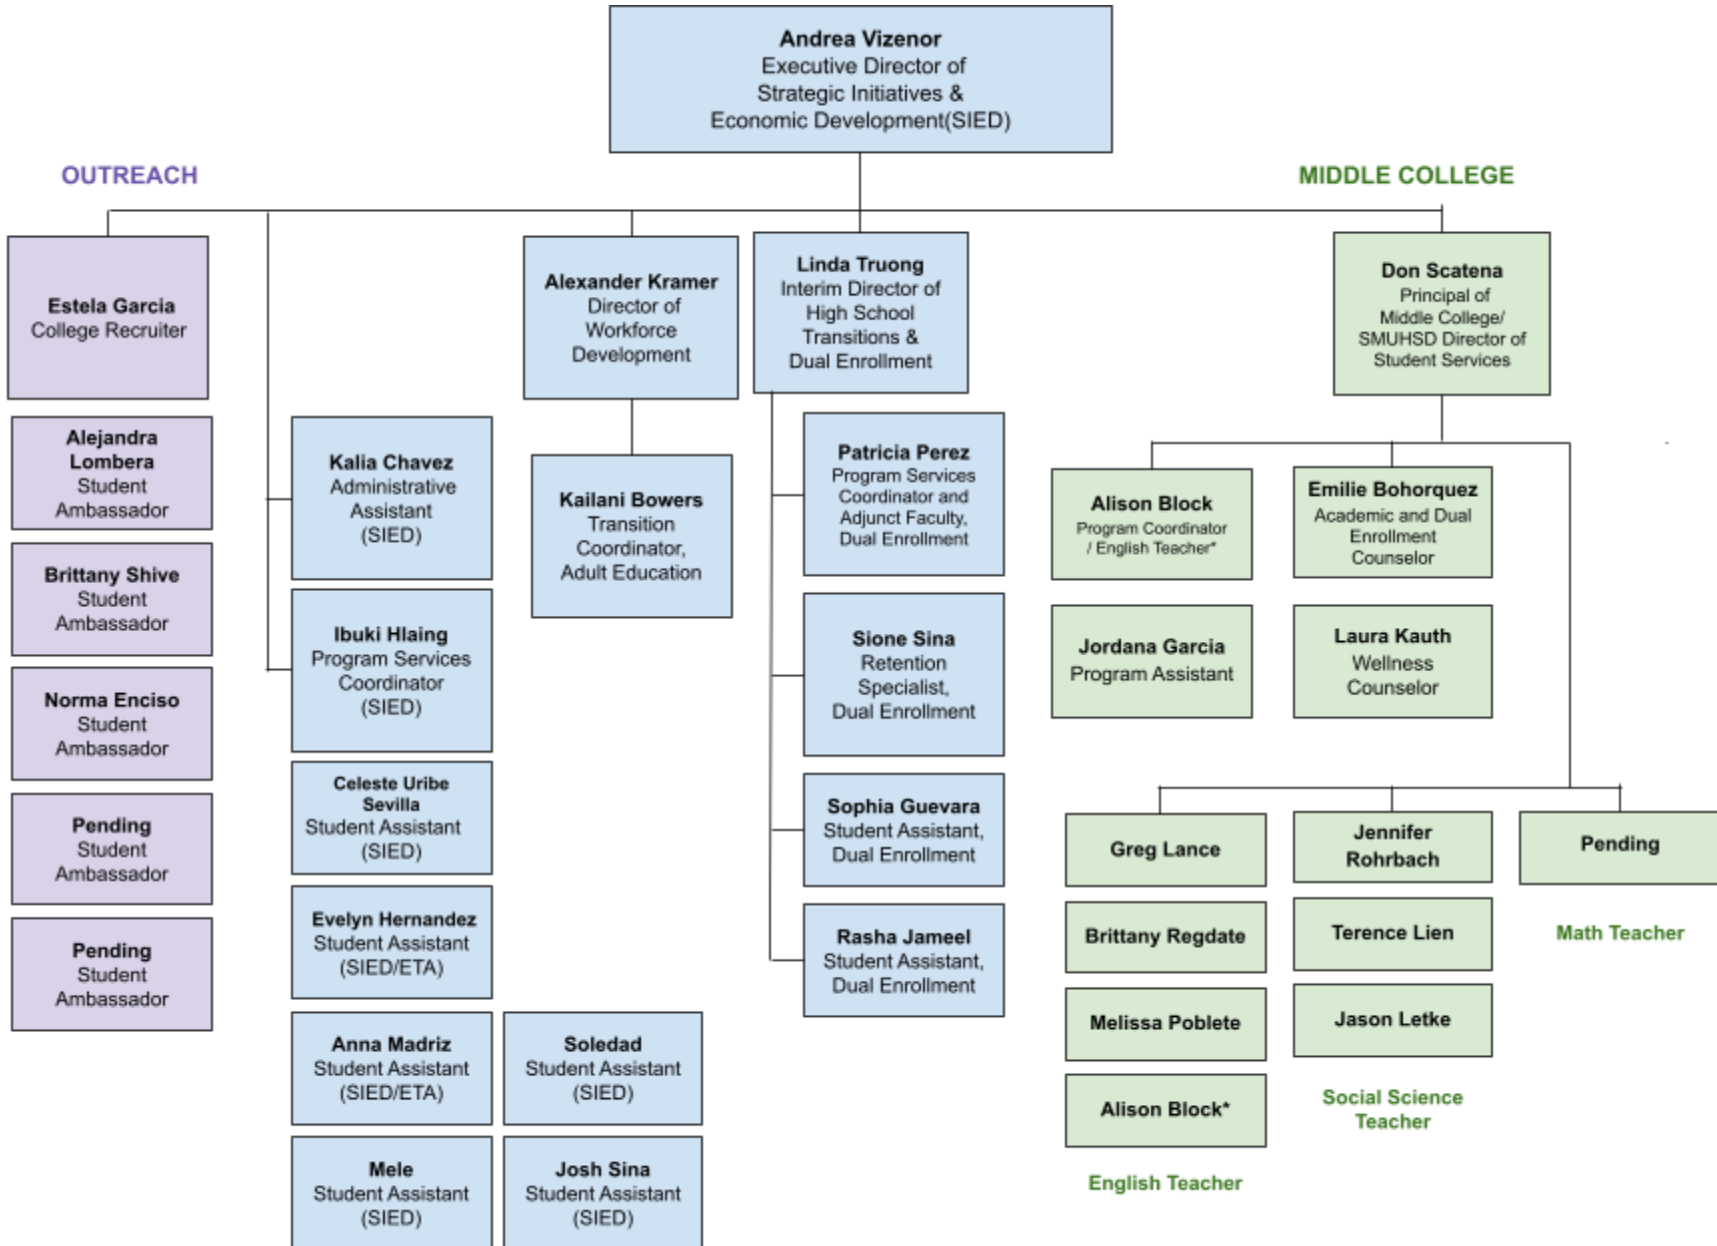 Andrea Vizenor
Executive Director of
Strategic Initiatives &
Economic Development(SIED)
OUTREACH
MIDDLE COLLEGE
Estela Garcia
College Recruiter
Alexander Kramer
Director of
Workforce
Development
Linda Truong
Interim Director of
High School
Transitions &
Dual Enrollment
Don Scatena
Principal of
Middle College/
SMUHSD Director of
Student Services
Alejandra
Lombera
Student
Ambassador
Brittany Shive
Student
Ambassador
Norma Enciso
Student
Ambassador
Pending
Student
Ambassador
Pending
Student
Ambassador
Kalia Chavez
Administrative
Assistant
(SIED)
Ibuki Hlaing
Program Services
Coordinator
(SIED)
Celeste Uribe
Sevilla
Student Assistant
(SIED)
Evelyn Hernandez
Student Assistant
(SIED/ETA)
Anna Madriz
Student Assistant
(SIED/ETA)
Mele
Student Assistant
(SIED)
Soledad
Student Assistant
(SIED)
Josh Sina
Student Assistant
(SIED)
Kailani Bowers
Transition
Coordinator,
Adult Education
Patricia Perez
Program Services
Coordinator and
Adjunct Faculty,
Dual Enrollment
Sione Sina
Retention
Specialist,
Dual Enrollment
Sophia Guevara
Student Assistant,
Dual Enrollment
Rasha Jameel
Student Assistant,
Dual Enrollment
Alison Block
Program Coordinator
/ English Teacher*
Jordana Garcia
Program Assistant
Emilie Bohorquez
Academic and Dual
Enrollment
Counselor
Laura Kauth
Wellness
Counselor
Greg Lance
Brittany Regdate
Melissa Poblete
Alison Block*
English Teacher
Jennifer
Rohrbach
Terence Lien
Jason Letke
Social Science
Teacher
Pending
Math Teacher